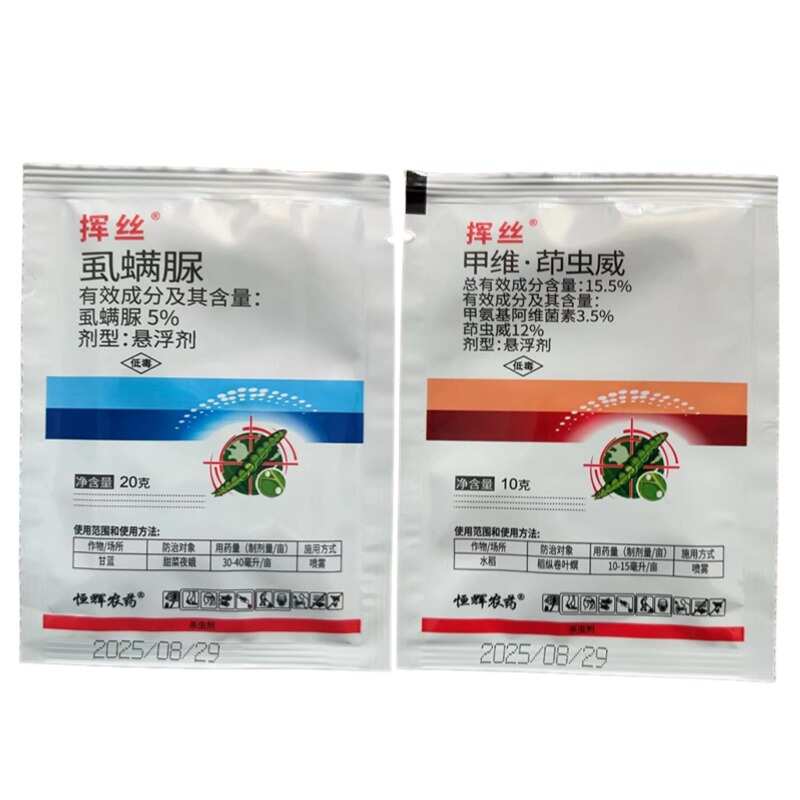 挥丝®
虱螨脲
有效成分及其含量：
虱螨脲 5%
剂型：悬浮剂
低毒
净含量 20克
使用范围和使用方法:
作物/场所 防治对象 用药量（制剂量/亩） 施用方式
甘蓝 甜菜夜蛾 30-40毫升/亩 喷雾
恒辉农药®
杀虫剂
2025/08/29
挥丝®
甲维·茚虫威
总有效成分含量：15.5%
有效成分及其含量：
甲氨基阿维菌素3.5%
茚虫威12%
剂型：悬浮剂
低毒
净含量 10克
使用范围和使用方法:
作物/场所 防治对象 用药量（制剂量/亩） 施用方式
水稻 稻纵卷叶螟 10-15毫升/亩 喷雾
恒辉农药®
杀虫剂
2025/08/29